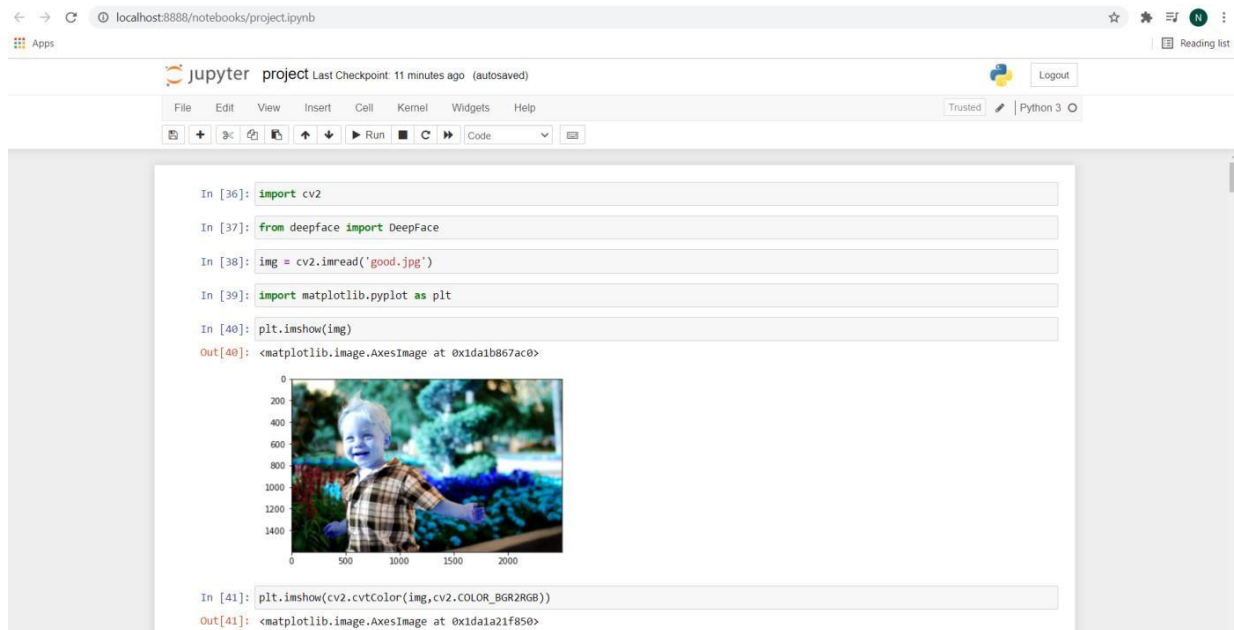 localhost:8888/notebooks/project.ipynb
N
Apps
Reading list
jupyter project Last Checkpoint: 11 minutes ago (autosaved)
Logout
File Edit View Insert Cell Kernel Widgets Help
Trusted Python 3
Run Code
In [36]: import cv2
In [37]: from deepface import DeepFace
In [38]: img = cv2.imread('good.jpg')
In [39]: import matplotlib.pyplot as plt
In [40]: plt.imshow(img)
Out[40]: <matplotlib.image.AxesImage at 0x1da1b867ac0>
0
200
400
600
800
1000
1200
1400
0 500 1000 1500 2000
In [41]: plt.imshow(cv2.cvtColor(img,cv2.COLOR_BGR2RGB))
Out[41]: <matplotlib.image.AxesImage at 0x1da1a21f850>